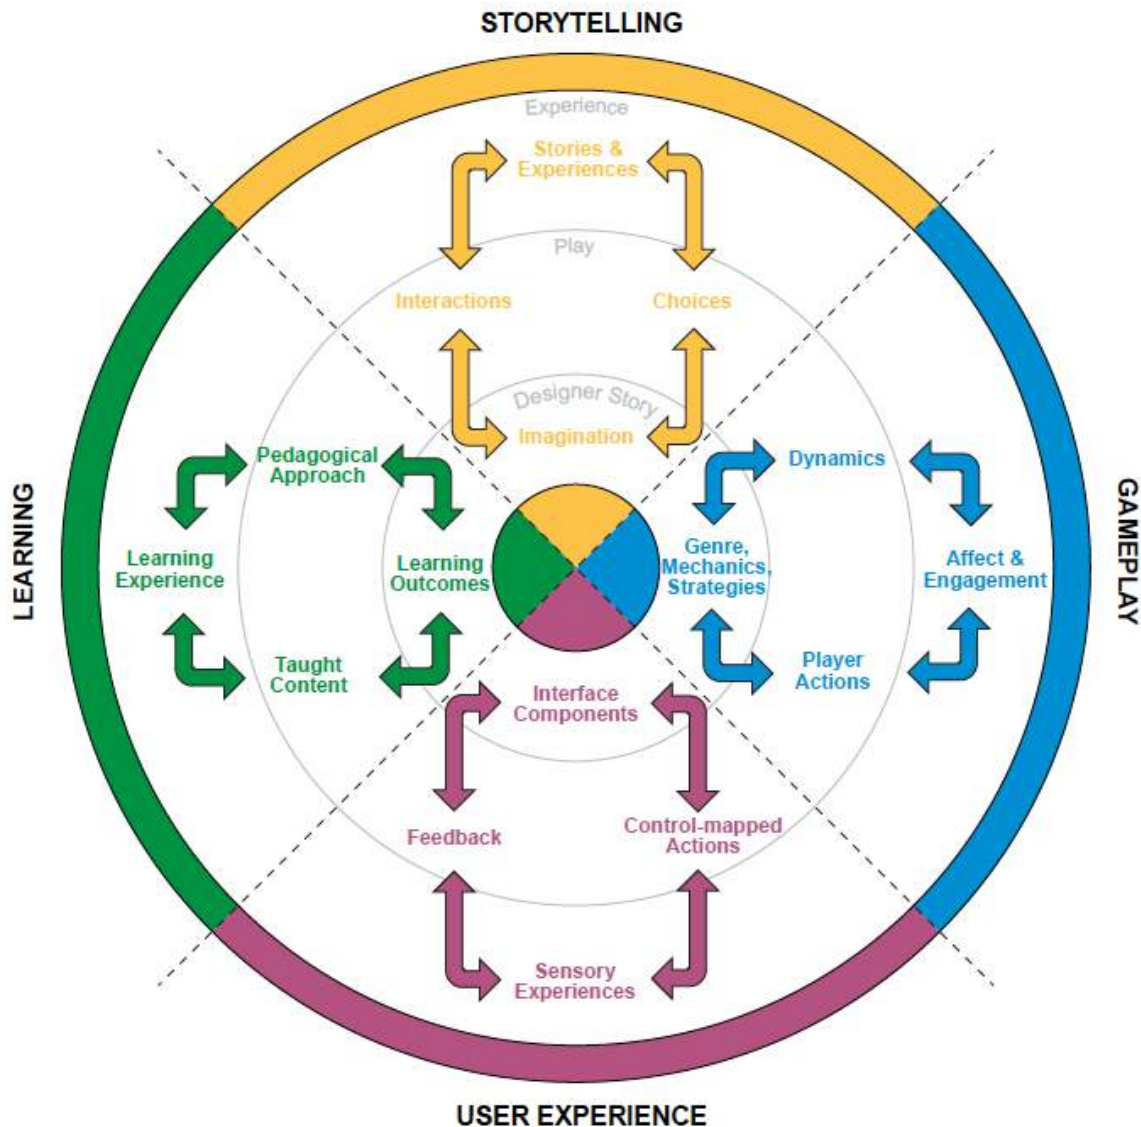 STORYTELLING
Experience
Stories &
Experiences
Play
Interactions
Choices
Designer Story
Imagination
LEARNING
Pedagogical
Approach
Learning
Experience
Learning
Outcomes
Taught
Content
GAMEPLAY
Dynamics
Genre,
Mechanics,
Strategies
Affect &
Engagement
Player
Actions
Interface
Components
Feedback
Control-mapped
Actions
Sensory
Experiences
USER EXPERIENCE